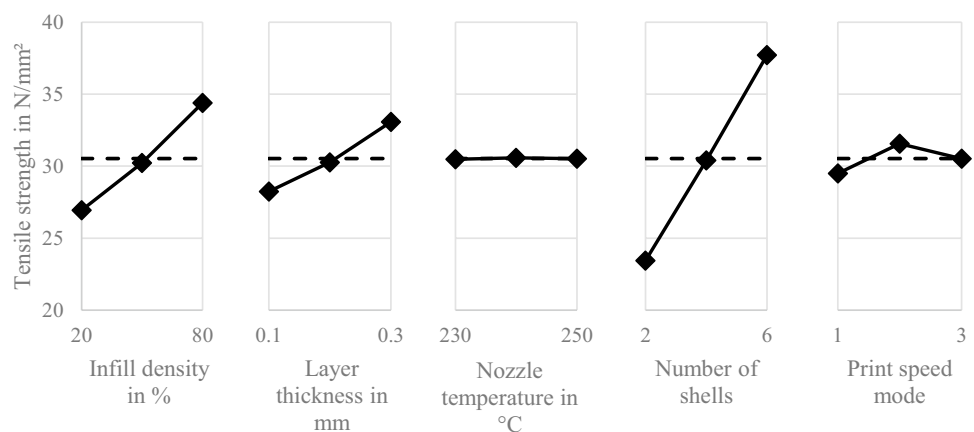 Tensile strength in N/mm²
40
35
30
25
20
20 80
0.1 0.3
230 250
2 6
1 3
Infill density
in %
Layer
thickness in
mm
Nozzle
temperature in
°C
Number of
shells
Print speed
mode